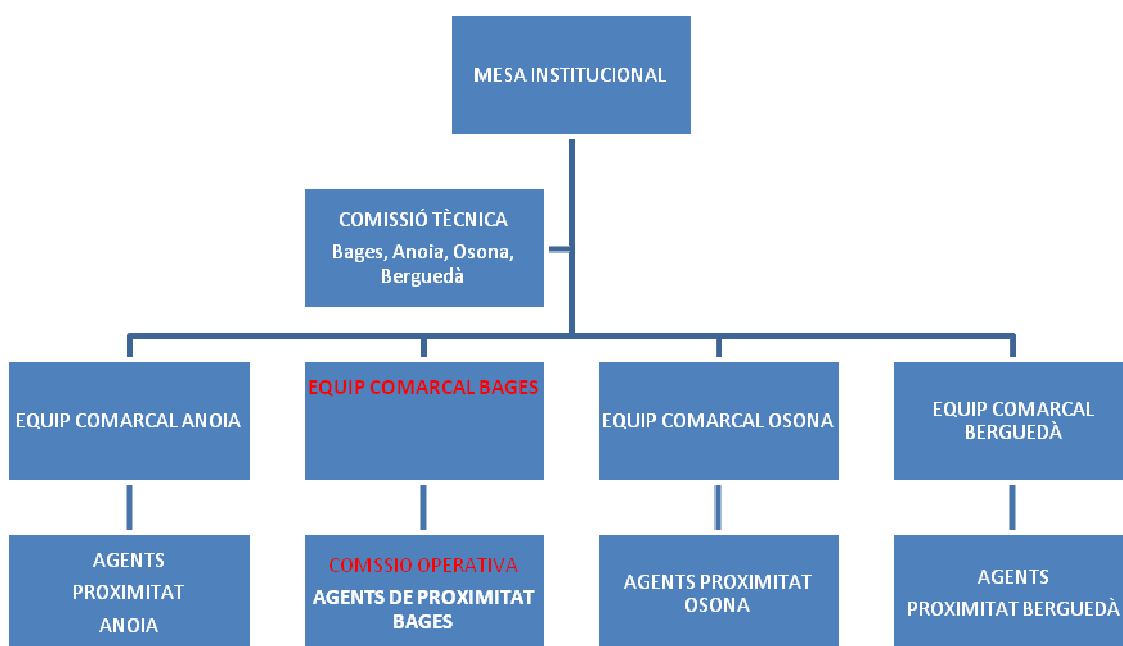 MESA INSTITUCIONAL
COMISSIÓ TÈCNICA
Bages, Anoia, Osona,
Berguedà
EQUIP COMARCAL ANOIA
EQUIP COMARCAL BAGES
EQUIP COMARCAL OSONA
EQUIP COMARCAL
BERGUEDÀ
AGENTS
PROXIMITAT
ANOIA
COMSSIO OPERATIVA
AGENTS DE PROXIMITAT
BAGES
AGENTS PROXIMITAT
OSONA
AGENTS
PROXIMITAT BERGUEDÀ